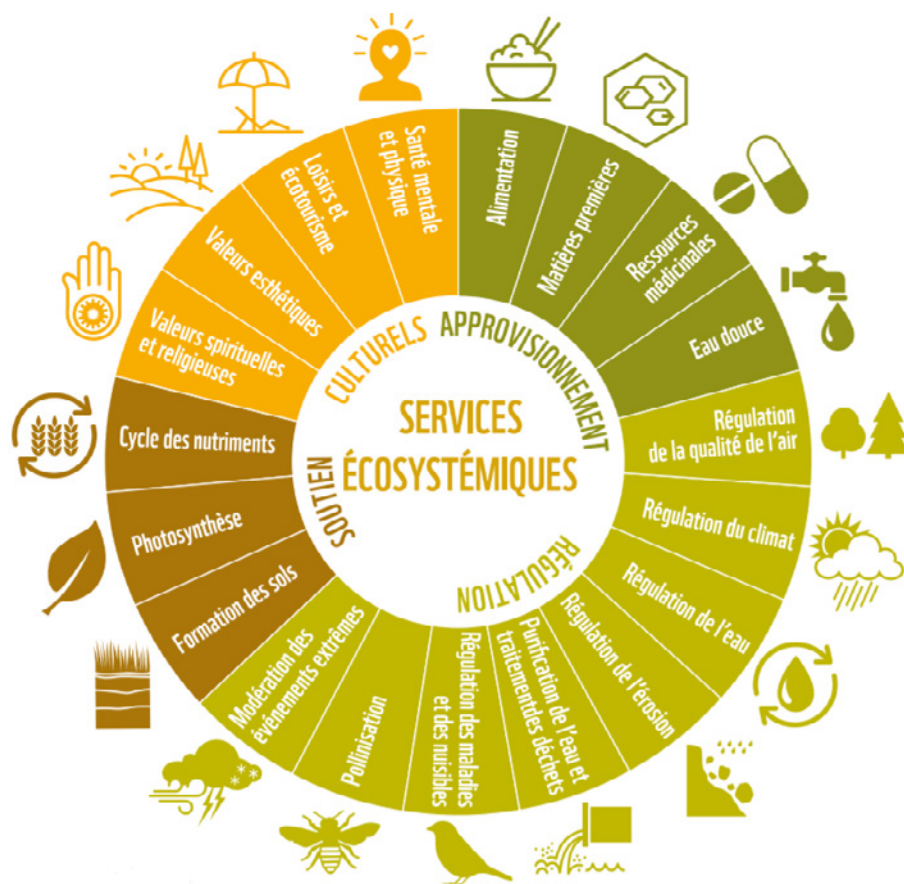 SERVICES
ÉCOSYSTÉMIQUES
APPROVISIONNEMENT
Alimentation
Matières premières
Ressources
médicinales
Eau douce
RÉGULATION
Régulation
de la qualité de l'air
Régulation du climat
Régulation de l'eau
Régulation de l'érosion
Purification de l'eau et
traitementdes déchets
Régulation des maladies
et des nuisibles
Pollinisation
Modération des
événements extrêmes
SOUTIEN
Formation des sols
Photosynthèse
Cycle des nutriments
CULTURELS
Valeurs spirituelles
et religieuses
Valeurs esthétiques
Loisirs et
écotourisme
Santé mentale
et physique